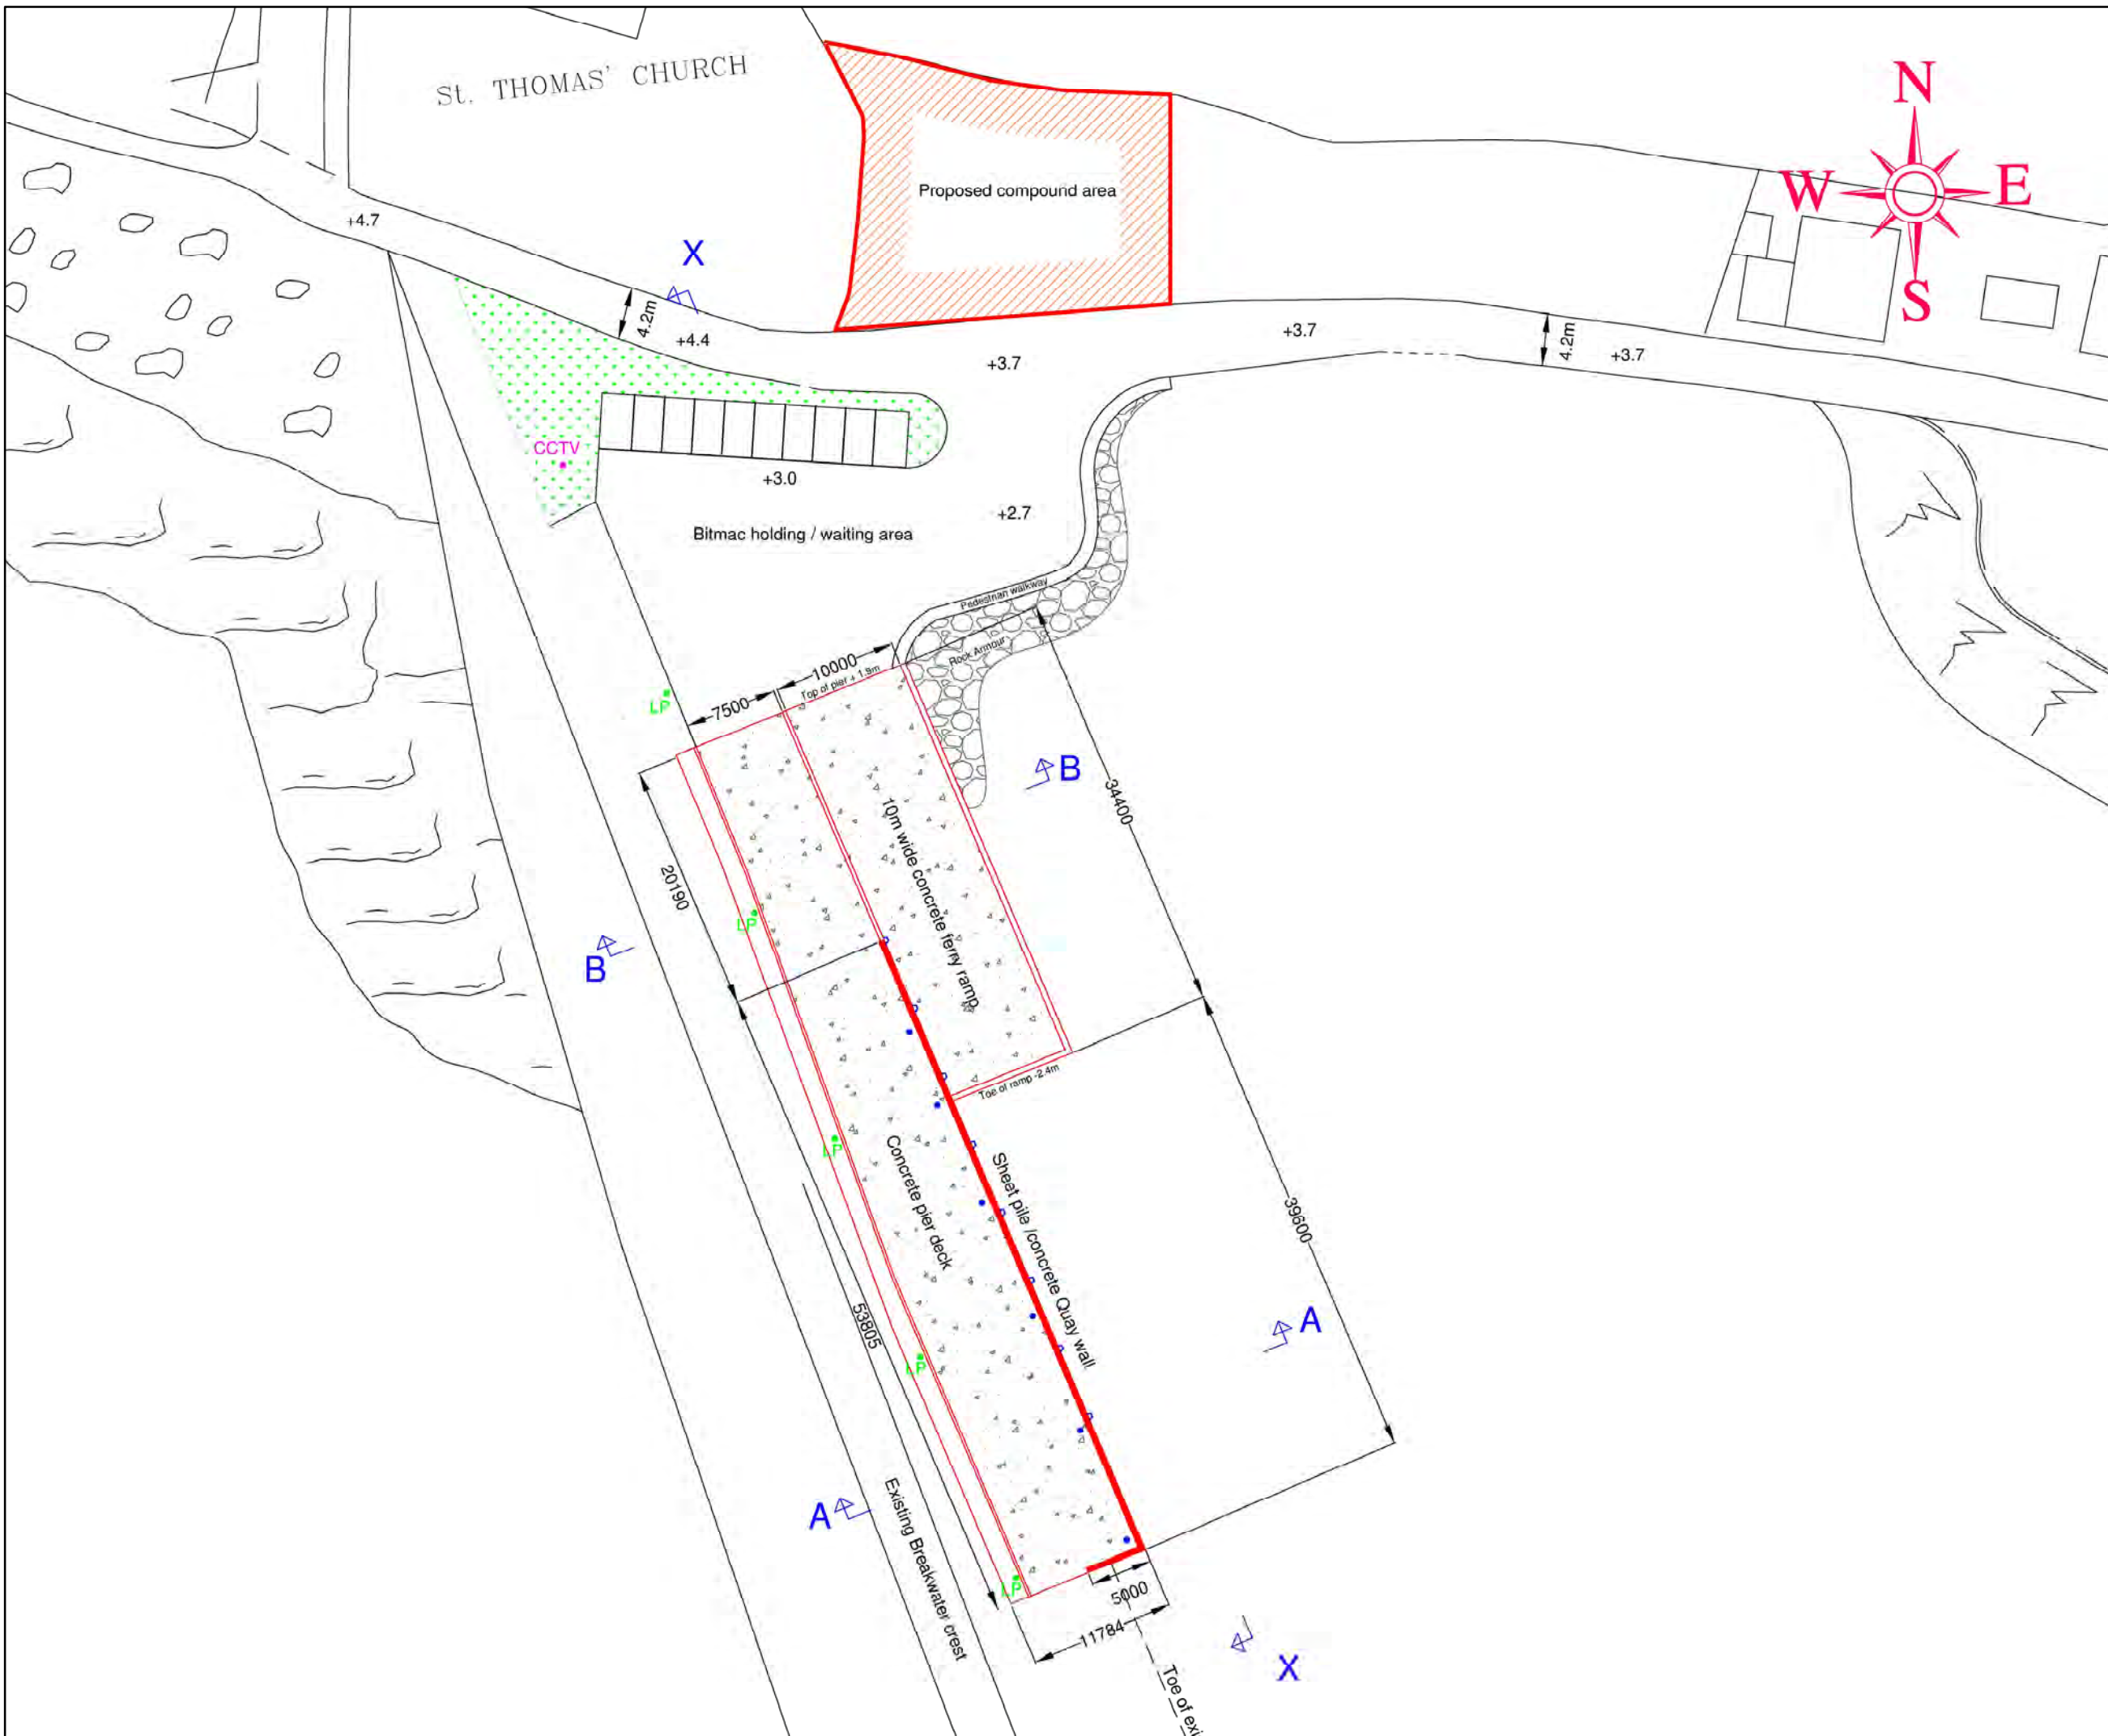 St. THOMAS' CHURCH
N
W
E
S
Proposed compound area
+4.7
X
4.2m
+4.4
+3.7
+3.7
4.2m
+3.7
CCTV
+3.0
+2.7
Bitmac holding / waiting area
Pedestrian walkway
Rock Armour
10000
Top of pier + 1.9m
7500
LP
B
34400
10m wide concrete ferry ramp
20190
LP
B
Toe of ramp -2.4m
LP
Concrete pier deck
Sheet pile /concrete Quay wall
39600
A
53805
LP
A
Existing Breakwater crest
LP
5000
11784
X
Toe of exi